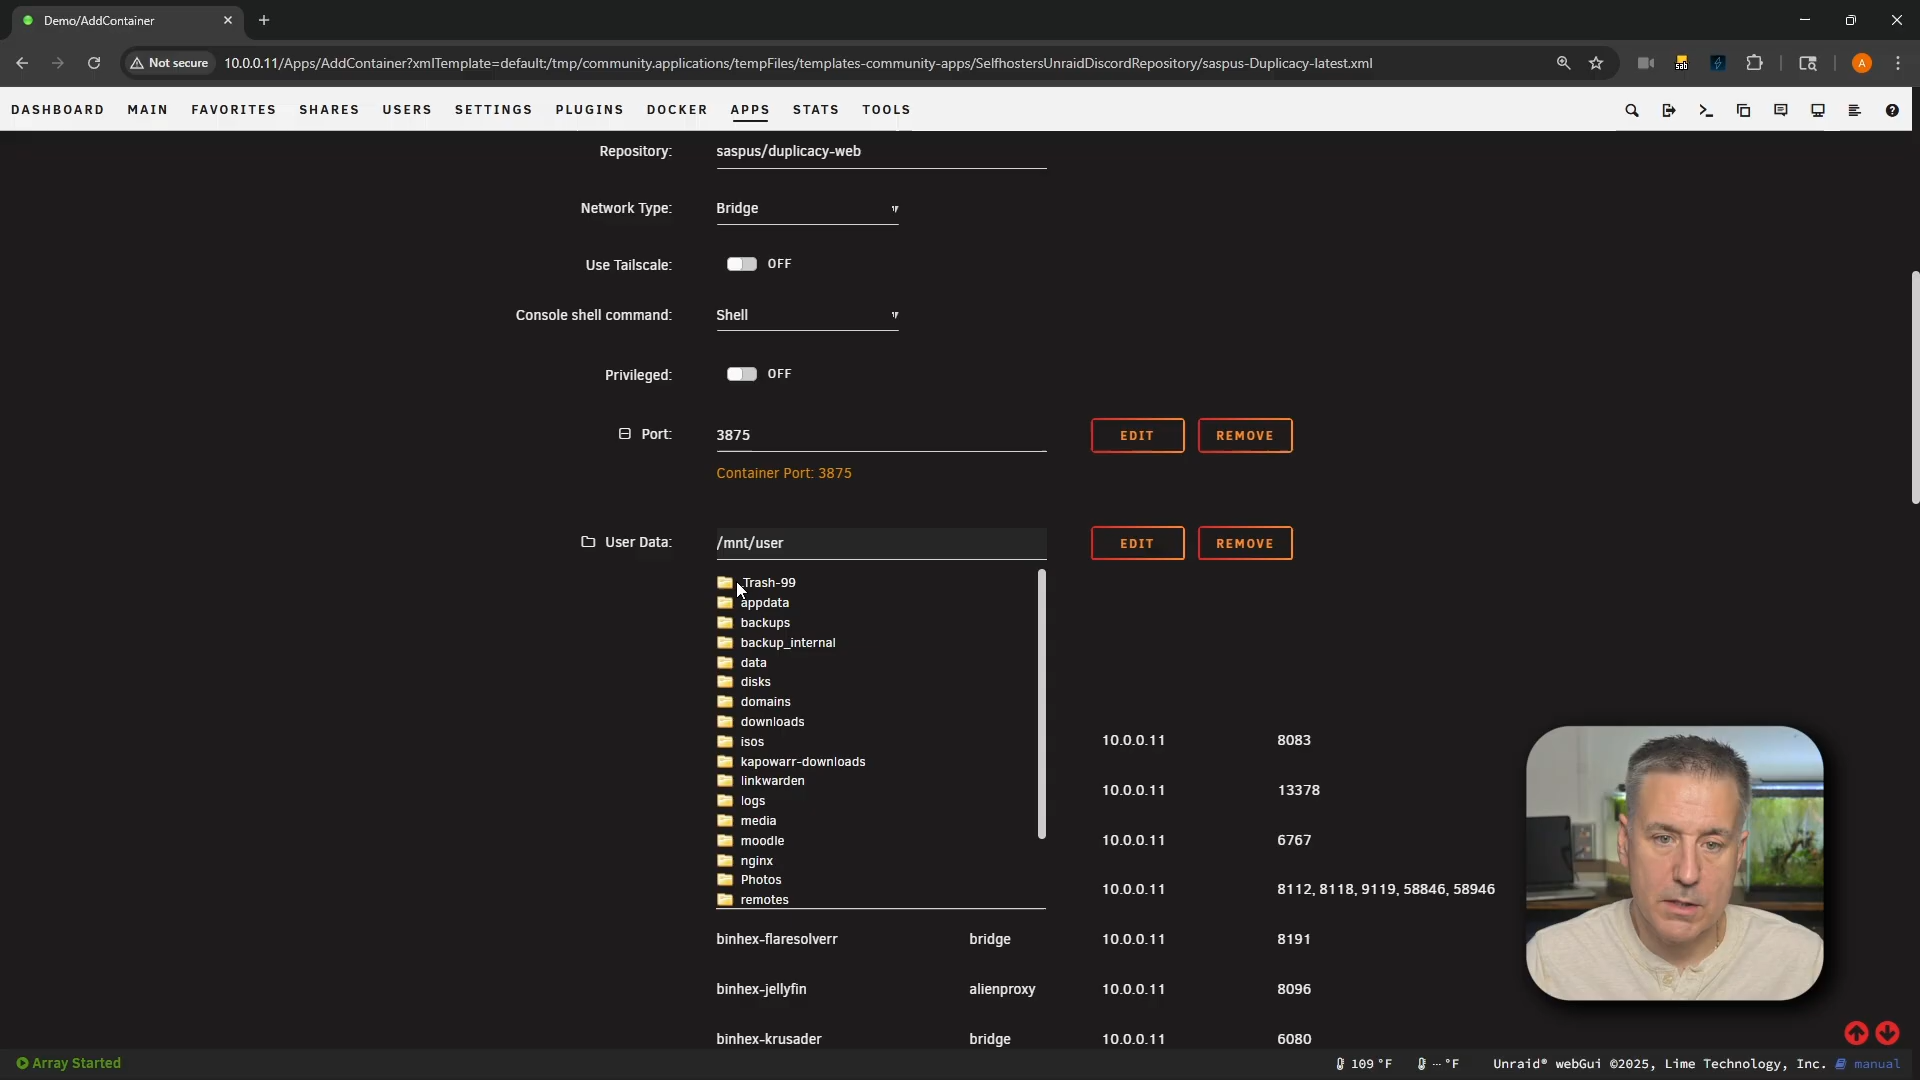 Demo/AddContainer
Not secure 10.0.0.11/Apps/AddContainer?xmlTemplate=default:/tmp/community.applications/tempFiles/templates-community-apps/SelfhostersUnraidDiscordRepository/saspus-Duplicacy-latest.xml
DASHBOARD MAIN FAVORITES SHARES USERS SETTINGS PLUGINS DOCKER APPS STATS TOOLS
Repository: saspus/duplicacy-web
Network Type: Bridge
Use Tailscale: OFF
Console shell command: Shell
Privileged: OFF
Port: 3875 EDIT REMOVE
Container Port: 3875
User Data: /mnt/user EDIT REMOVE
.Trash-99
appdata
backups
backup_internal
data
disks
domains
downloads
isos 10.0.0.11 8083
kapowarr-downloads
linkwarden 10.0.0.11 13378
logs
media
moodle 10.0.0.11 6767
nginx
Photos 10.0.0.11 8112, 8118, 9119, 58846, 58946
remotes
binhex-flaresolverr bridge 10.0.0.11 8191
binhex-jellyfin alienproxy 10.0.0.11 8096
binhex-krusader bridge 10.0.0.11 6080
Array Started 109 °F -- °F Unraid® webGui ©2025, Lime Technology, Inc. manual